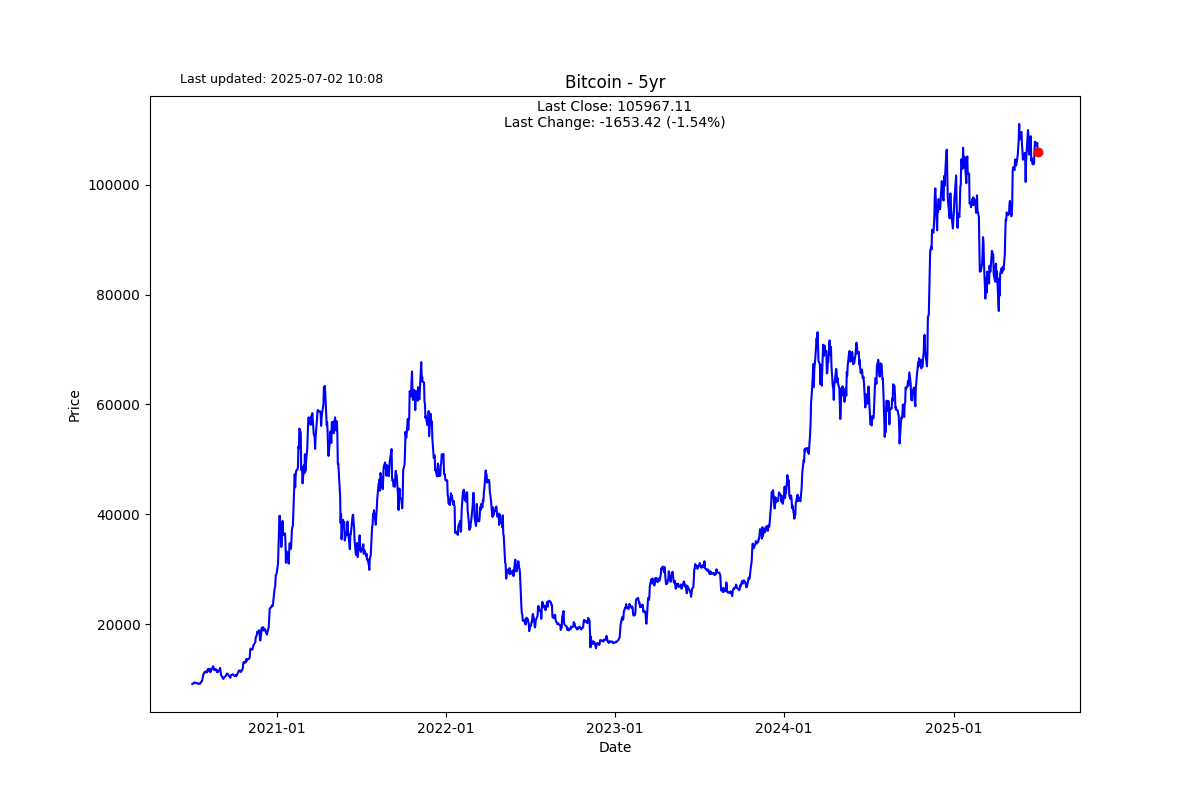 Last updated: 2025-07-02 10:08
Bitcoin - 5yr
Last Close: 105967.11
Last Change: -1653.42 (-1.54%)
100000
80000
60000
40000
20000
Price
2021-01
2022-01
2023-01
2024-01
2025-01
Date